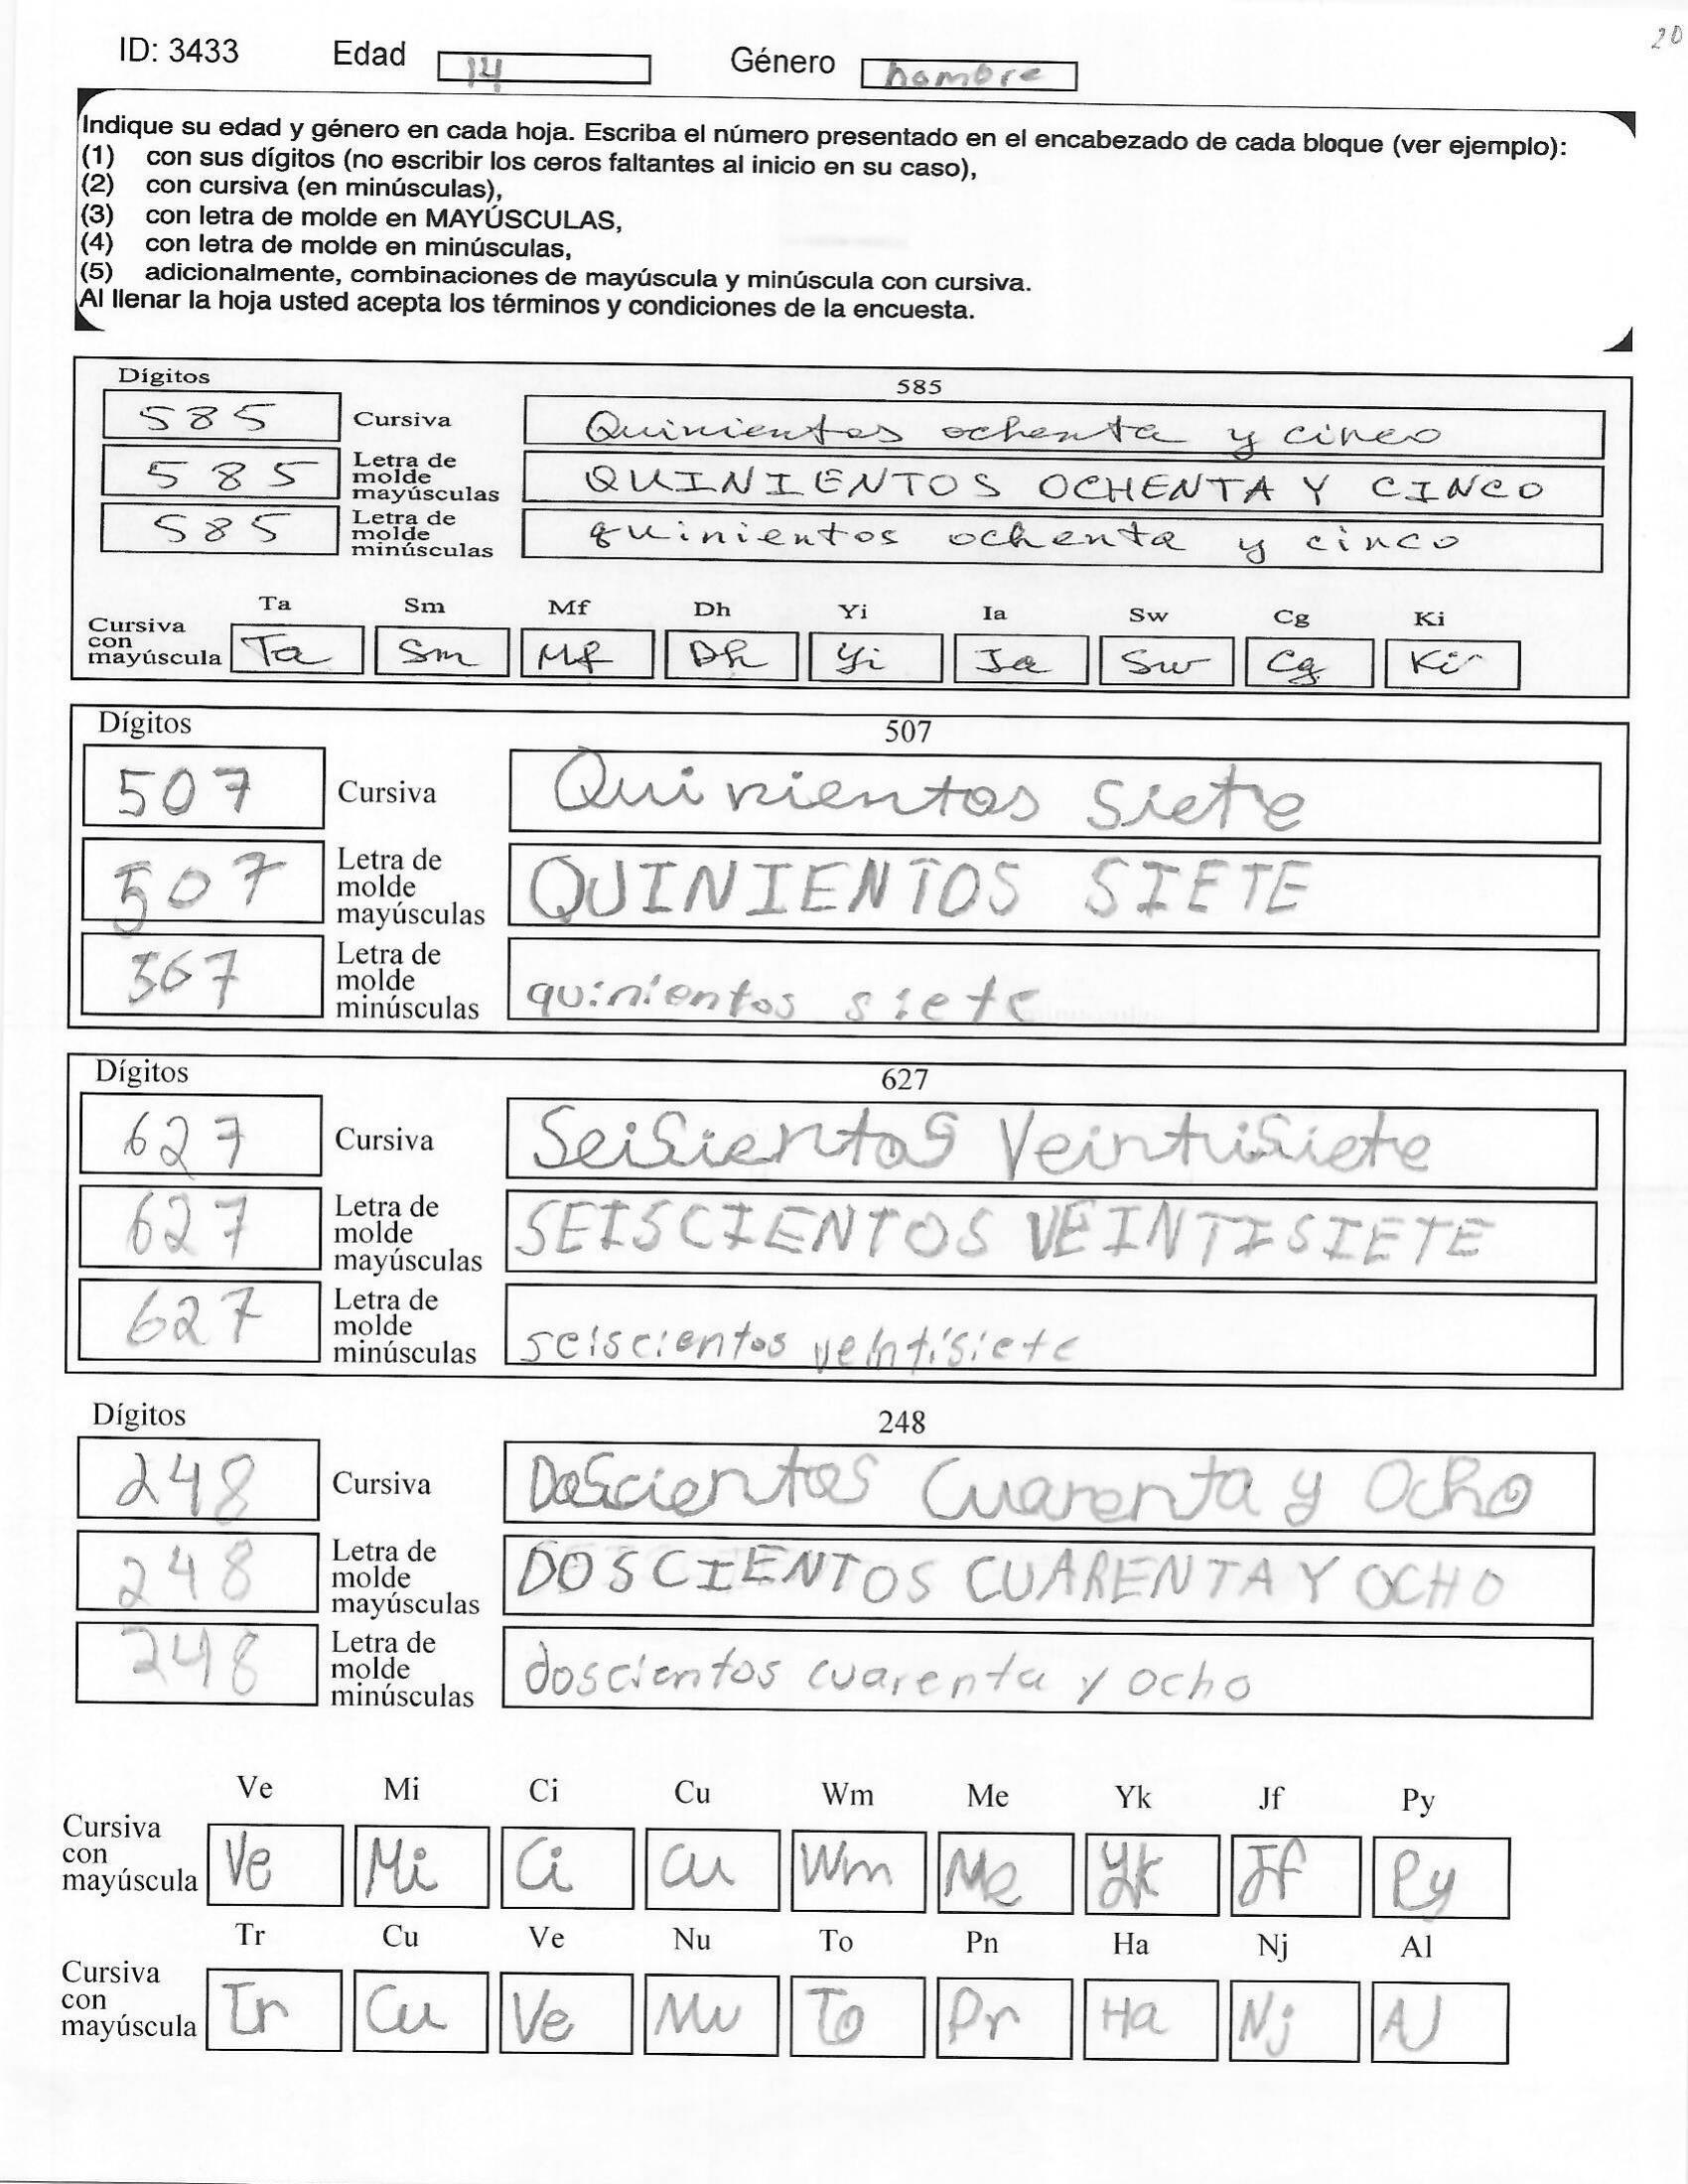 20
ID: 3433 Edad 14 Género hombre
Indique su edad y género en cada hoja. Escriba el número presentado en el encabezado de cada bloque (ver ejemplo):
(1) con sus dígitos (no escribir los ceros faltantes al inicio en su caso),
(2) con cursiva (en minúsculas),
(3) con letra de molde en MAYÚSCULAS,
(4) con letra de molde en minúsculas,
(5) adicionalmente, combinaciones de mayúscula y minúscula con cursiva.
Al llenar la hoja usted acepta los términos y condiciones de la encuesta.
Dígitos 585
585 Cursiva Quinientos ochenta y cinco
585 Letra de molde mayúsculas QUINIENTOS OCHENTA Y CINCO
585 Letra de molde minúsculas quinientos ochenta y cinco
Ta Sm Mf Dh Yi Ia Sw Cg Ki
Cursiva con mayúscula Ta Sm Mf Dh Yi Ia Sw Cg Ki
Dígitos 507
507 Cursiva Quinientos siete
507 Letra de molde mayúsculas QUINIENTOS SIETE
507 Letra de molde minúsculas quinientos siete
Dígitos 627
627 Cursiva Seisientos Veintisiete
627 Letra de molde mayúsculas SEISCIENTOS VEINTISIETE
627 Letra de molde minúsculas seiscientos veintisiete
Dígitos 248
248 Cursiva Doscientos Cuarenta y Ocho
248 Letra de molde mayúsculas DOSCIENTOS CUARENTA Y OCHO
248 Letra de molde minúsculas doscientos cuarenta y ocho
Ve Mi Ci Cu Wm Me Yk Jf Py
Cursiva con mayúscula Ve Mi Ci Cu Wm Me Yk Jf Py
Tr Cu Ve Nu To Pn Ha Nj Al
Cursiva con mayúscula Tr Cu Ve Nu To Pr Ha Nj Al